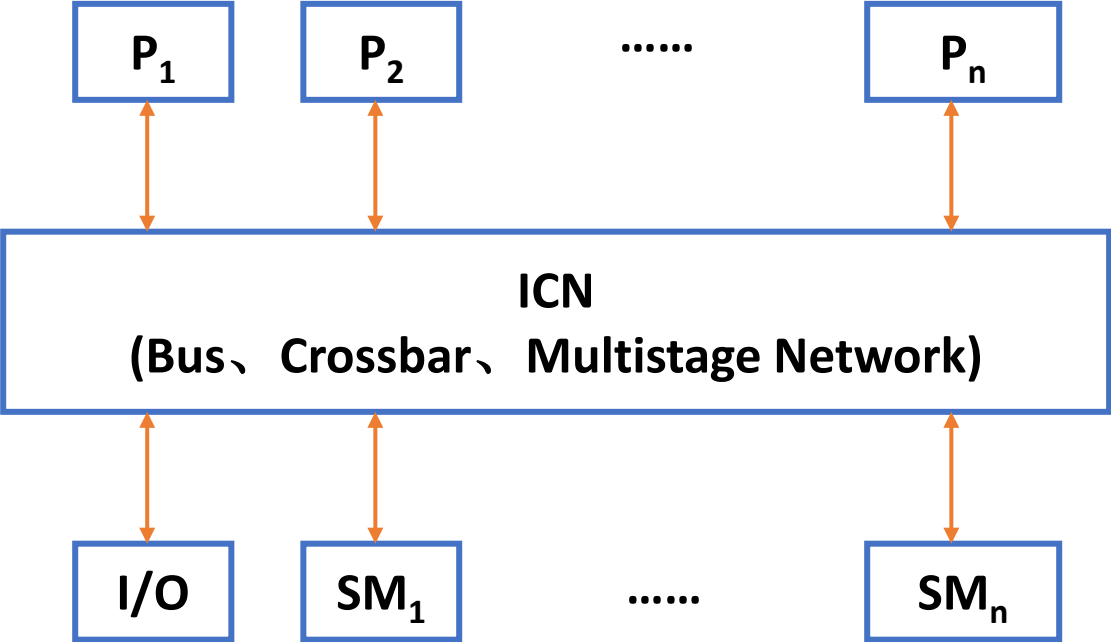 P1 P2 …… Pn
ICN
(Bus、Crossbar、Multistage Network)
I/O SM1 …… SMn